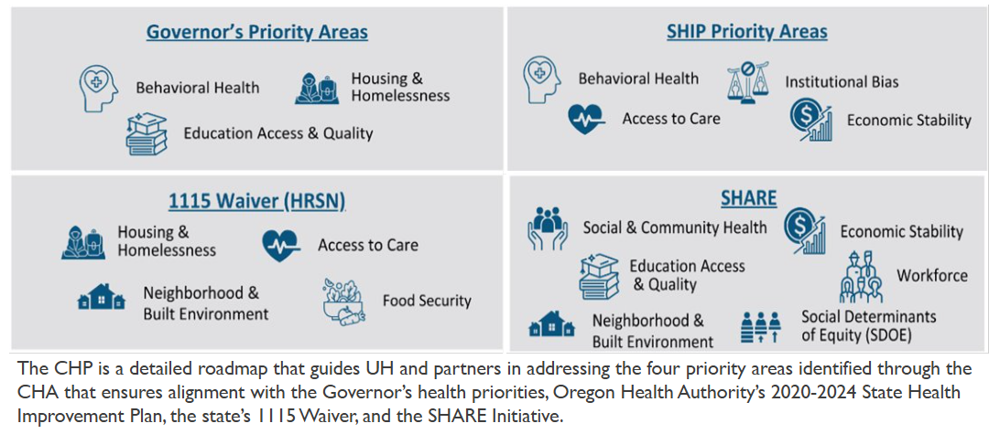 Governor's Priority Areas
Behavioral Health
Housing &
Homelessness
Education Access & Quality
SHIP Priority Areas
Behavioral Health
Institutional Bias
Access to Care
Economic Stability
1115 Waiver (HRSN)
Housing &
Homelessness
Access to Care
Neighborhood &
Built Environment
Food Security
SHARE
Social & Community Health
Economic Stability
Education Access
& Quality
Workforce
Neighborhood &
Built Environment
Social Determinants
of Equity (SDOE)
The CHP is a detailed roadmap that guides UH and partners in addressing the four priority areas identified through the
CHA that ensures alignment with the Governor's health priorities, Oregon Health Authority's 2020-2024 State Health
Improvement Plan, the state's 1115 Waiver, and the SHARE Initiative.